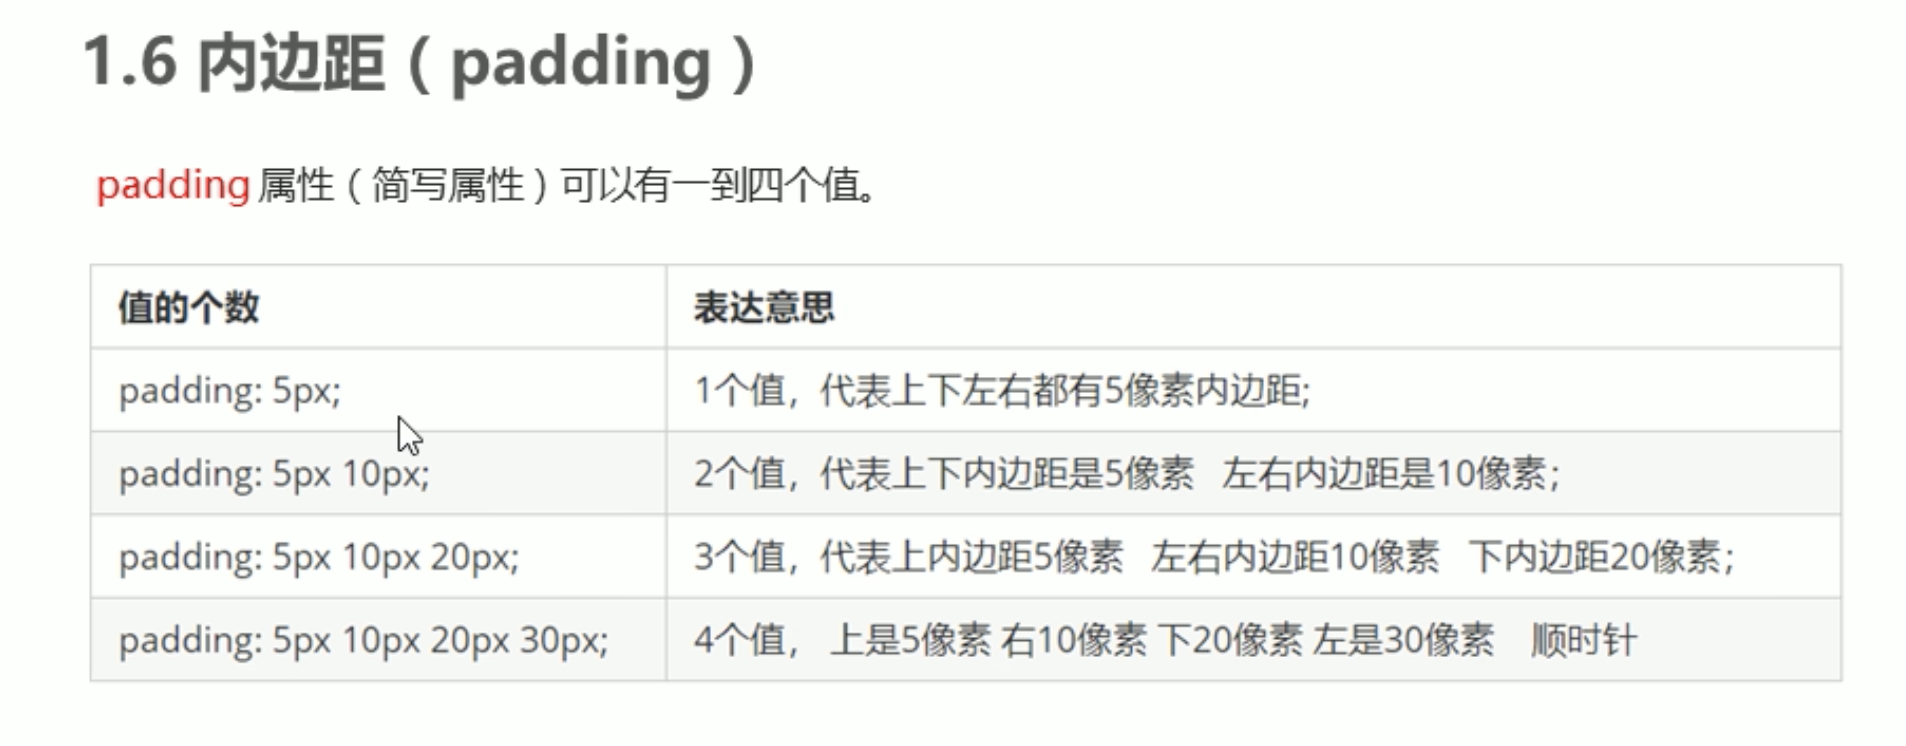 1.6 内边距（padding）
padding 属性（简写属性）可以有一到四个值。
值的个数 表达意思
padding: 5px; 1个值，代表上下左右都有5像素内边距;
padding: 5px 10px; 2个值，代表上下内边距是5像素 左右内边距是10像素；
padding: 5px 10px 20px; 3个值，代表上内边距5像素 左右内边距10像素 下内边距20像素；
padding: 5px 10px 20px 30px; 4个值， 上是5像素 右10像素 下20像素 左是30像素 顺时针